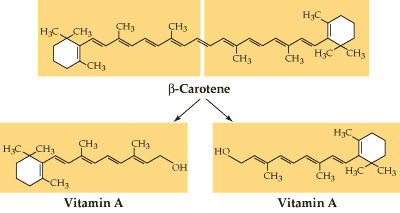 CH₃ CH₃ CH₃
H₃C CH₃ H₃C
CH₃ CH₃ CH₃ CH₃ CH₃
β-Carotene
H₃C CH₃ CH₃ CH₃ OH
CH₃
HO H₃C
CH₃ CH₃ H₃C CH₃
Vitamin A Vitamin A